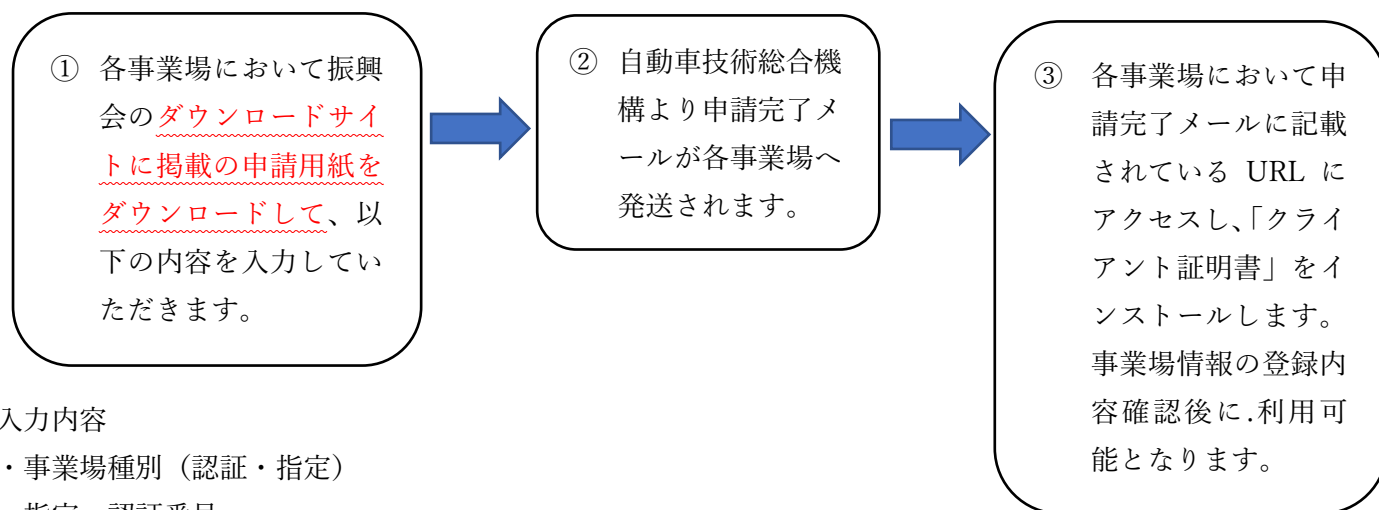 ① 各事業場において振興
会のダウンロードサイ
トに掲載の申請用紙を
ダウンロードして、以
下の内容を入力してい
ただきます。
② 自動車技術総合機
構より申請完了メ
ールが各事業場へ
発送されます。
③ 各事業場において申
請完了メールに記載
されている URL に
アクセスし、「クライ
アント証明書」をイ
ンストールします。
事業場情報の登録内
容確認後に.利用可
能となります。
入力内容
・事業場種別（認証・指定）